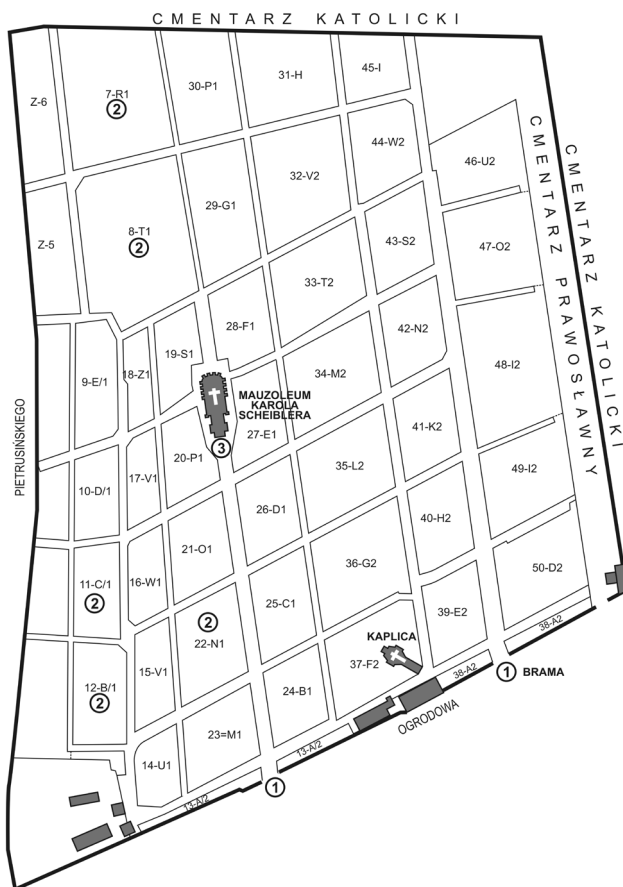 CMENTARZ KATOLICKI
Z-6
7-R1
2
30-P1
31-H
45-I
44-W2
46-U2
32-V2
29-G1
8-T1
2
Z-5
43-S2
47-O2
33-T2
28-F1
42-N2
CMENTARZ PRAWOSŁAWNY
CMENTARZ KATOLICKI
9-E/1
18-Z1
19-S1
34-M2
48-I2
MAUZOLEUM
KAROLA
SCHEIBLERA
3
27-E1
41-K2
PIETRUSIŃSKIEGO
10-D/1
17-V1
20-P1
35-L2
49-I2
26-D1
40-H2
21-O1
36-G2
50-D2
11-C/1
2
16-W1
25-C1
39-E2
2
22-N1
KAPLICA
38-A2
15-V1
37-F2
38-A2
1 BRAMA
12-B/1
2
24-B1
OGRODOWA
23=M1
13-A/2
14-U1
1
13-A/2